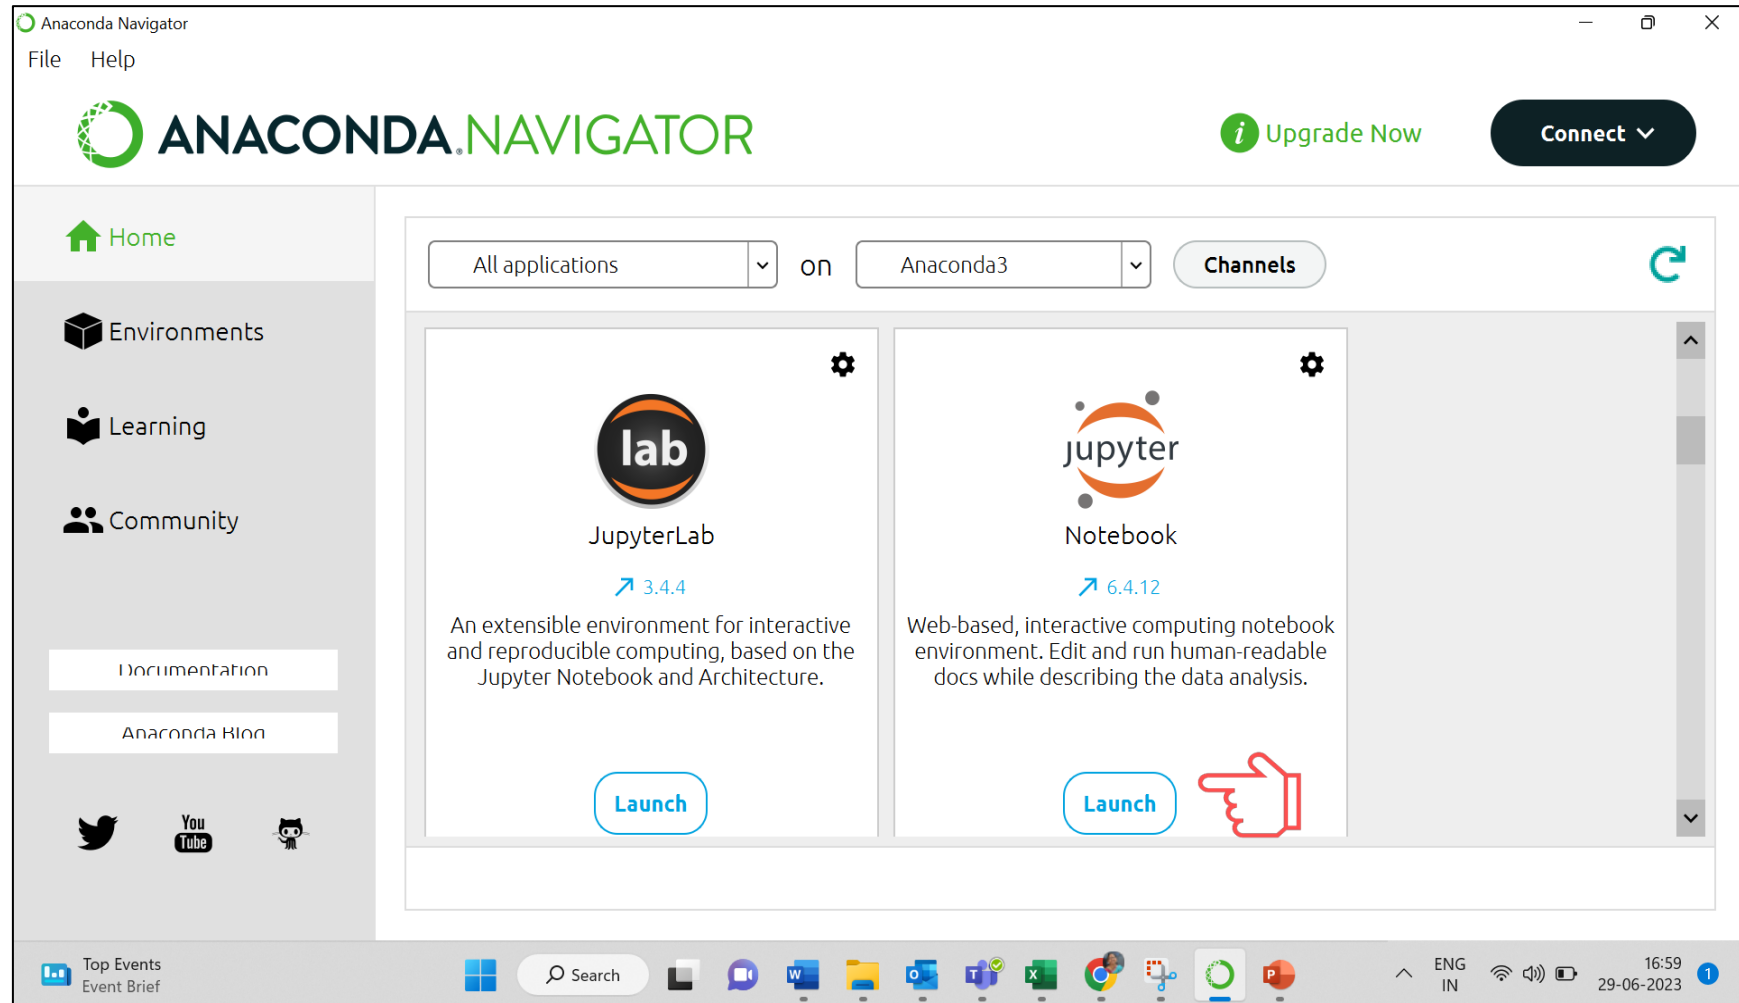 Anaconda Navigator
File Help
ANACONDA.NAVIGATOR
i Upgrade Now
Connect
Home
All applications on Anaconda3 Channels
Environments
Learning
Community
lab
JupyterLab
3.4.4
An extensible environment for interactive
and reproducible computing, based on the
Jupyter Notebook and Architecture.
Launch
jupyter
Notebook
6.4.12
Web-based, interactive computing notebook
environment. Edit and run human-readable
docs while describing the data analysis.
Launch
Documentation
Anaconda Blog
You
Tube
Top Events
Event Brief
Search
ENG
IN
16:59
29-06-2023
1